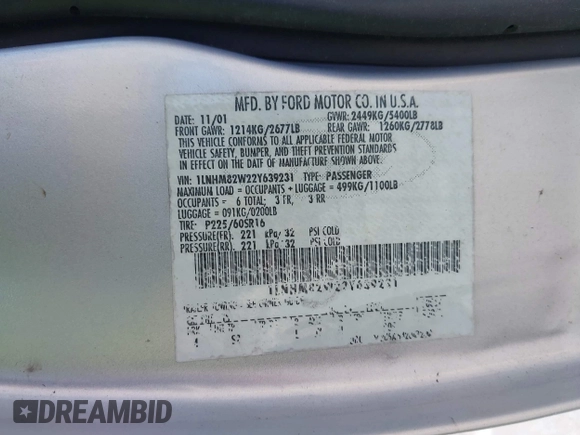 MFD. BY FORD MOTOR CO. IN U.S.A.
DATE: 11/01 GVWR: 2449KG/5400LB
FRONT GAWR: 1214KG/2677LB REAR GAWR: 1260KG/2778LB
THIS VEHICLE CONFORMS TO ALL APPLICABLE FEDERAL MOTOR
VEHICLE SAFETY, BUMPER, AND THEFT PREVENTION STANDARDS
IN EFFECT ON THE DATE OF MANUFACTURE SHOWN ABOVE.
VIN: 1LNHM82W22Y639231 TYPE: PASSENGER
MAXIMUM LOAD = OCCUPANTS + LUGGAGE = 499KG/1100LB
OCCUPANTS = 6 TOTAL: 3 FR, 3 RR
LUGGAGE: 091KG/0200LB
TIRE: P225/60SR16
PRESSURE(FR): 221 kPa/ 32 PSI COLD
PRESSURE(RR): 221 kPa/ 32 PSI COLD
1LNHM82W22Y639231
DREAMBID